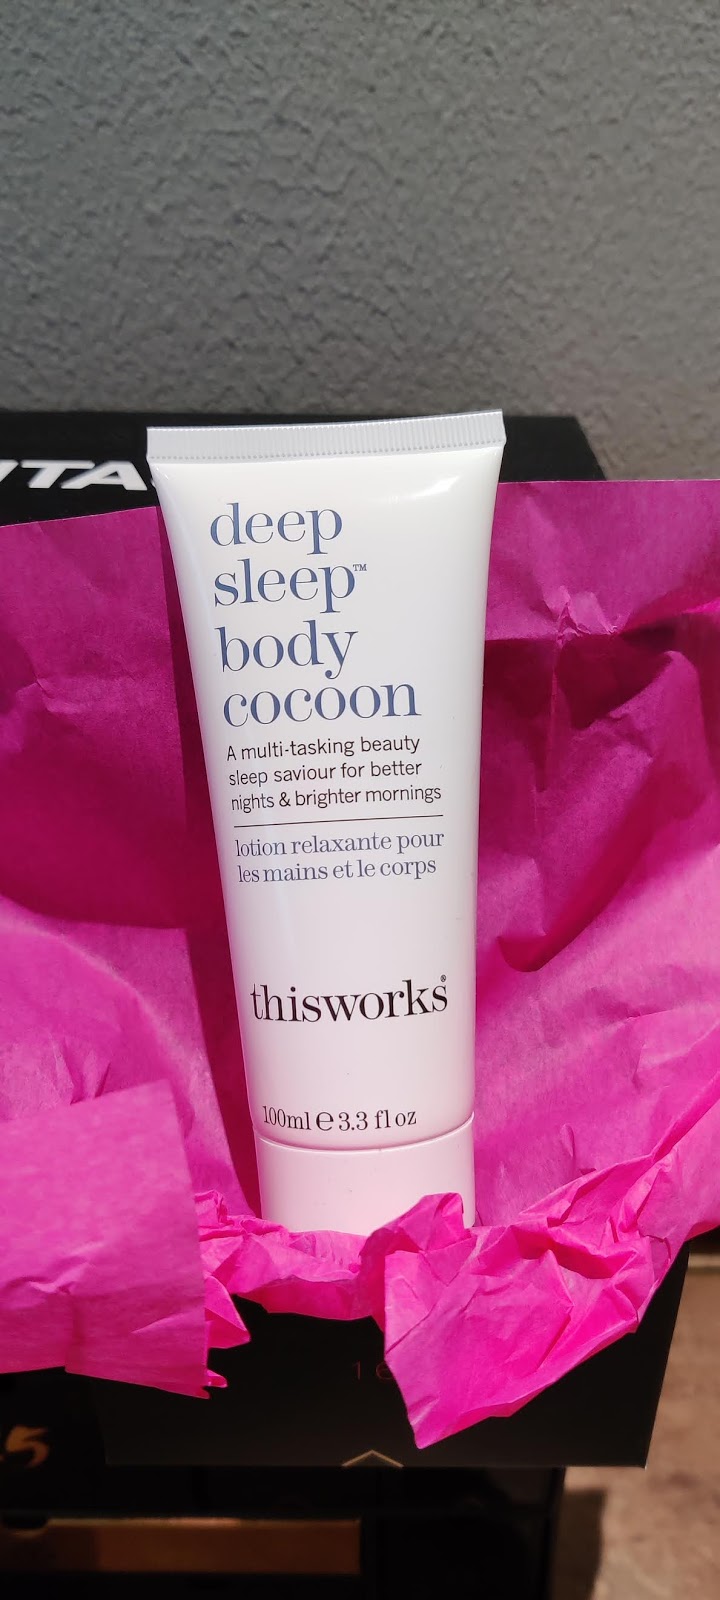 deep
sleep™
body
cocoon
A multi-tasking beauty
sleep saviour for better
nights & brighter mornings
lotion relaxante pour
les mains et le corps
thisworks®
100ml ℮ 3.3 fl oz